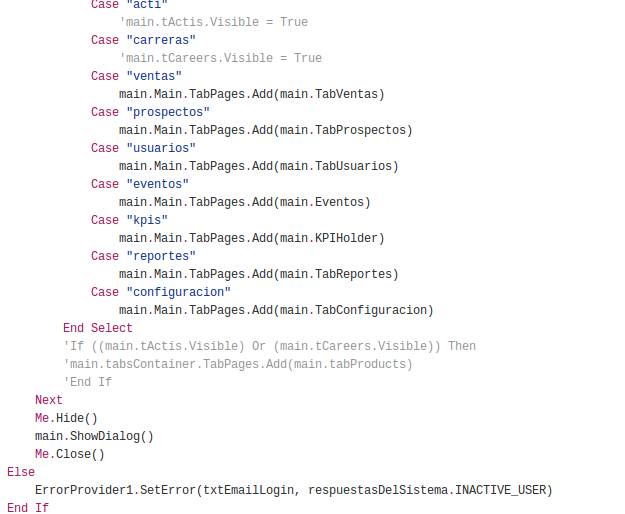 Case "acti"
'main.tActis.Visible = True
Case "carreras"
'main.tCareers.Visible = True
Case "ventas"
main.Main.TabPages.Add(main.TabVentas)
Case "prospectos"
main.Main.TabPages.Add(main.TabProspectos)
Case "usuarios"
main.Main.TabPages.Add(main.TabUsuarios)
Case "eventos"
main.Main.TabPages.Add(main.Eventos)
Case "kpis"
main.Main.TabPages.Add(main.KPIHolder)
Case "reportes"
main.Main.TabPages.Add(main.TabReportes)
Case "configuracion"
main.Main.TabPages.Add(main.TabConfiguracion)
End Select
'If ((main.tActis.Visible) Or (main.tCareers.Visible)) Then
'main.tabsContainer.TabPages.Add(main.tabProducts)
'End If
Next
Me.Hide()
main.ShowDialog()
Me.Close()
Else
ErrorProvider1.SetError(txtEmailLogin, respuestasDelSistema.INACTIVE_USER)
End If